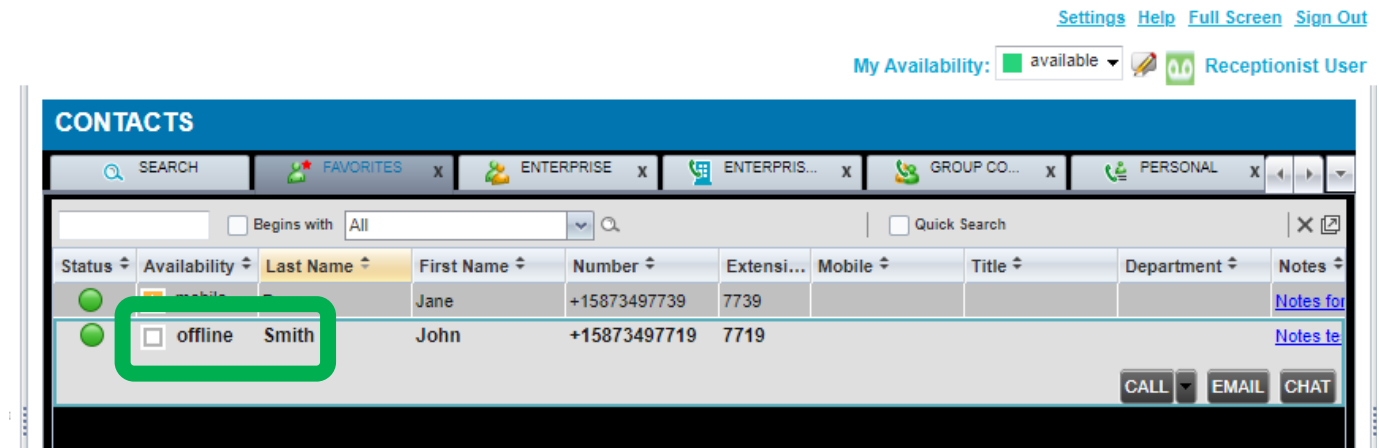 Settings Help Full Screen Sign Out
My Availability: available Receptionist User
CONTACTS
SEARCH FAVORITES x ENTERPRISE x ENTERPRIS... x GROUP CO... x PERSONAL x
Begins with All Quick Search
Status Availability Last Name First Name Number Extensi... Mobile Title Department Notes
Jane +15873497739 7739 Notes for
offline Smith John +15873497719 7719 Notes te
CALL EMAIL CHAT